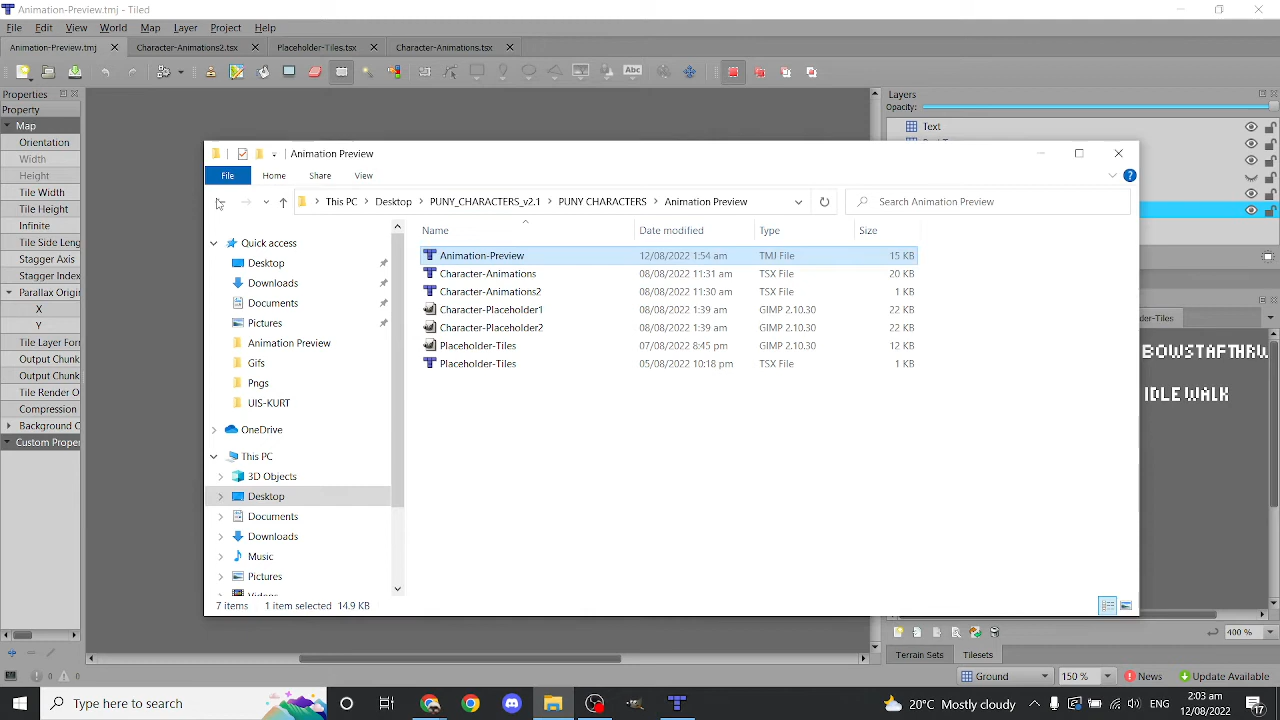 Animation-Preview.tmj - Tiled
File Edit View World Map Layer Project Help
Animation-Preview.tmj Character-Animations2.tsx Placeholder-Tiles.tsx Character-Animations.tsx
Abc
Properties
Property
Map
Orientation
Width
Height
Tile Width
Tile Height
Infinite
Tile Side Leng
Stagger Axis
Stagger Index
Parallax Origin
X
Y
Tile Layer Form
Output Chunk
Output Chunk
Tile Render O
Compression
Background C
Custom Prope
Layers
Opacity:
Text
Animation Preview
File Home Share View
This PC Desktop PUNY_CHARACTERS_v2.1 PUNY CHARACTERS Animation Preview
Search Animation Preview
Quick access
Desktop
Downloads
Documents
Pictures
Animation Preview
Gifs
Pngs
UIS-KURT
OneDrive
This PC
3D Objects
Desktop
Documents
Downloads
Music
Pictures
Name Date modified Type Size
Animation-Preview 12/08/2022 1:54 am TMJ File 15 KB
Character-Animations 08/08/2022 11:31 am TSX File 20 KB
Character-Animations2 08/08/2022 11:30 am TSX File 1 KB
Character-Placeholder1 08/08/2022 1:39 am GIMP 2.10.30 22 KB
Character-Placeholder2 08/08/2022 1:39 am GIMP 2.10.30 22 KB
Placeholder-Tiles 07/08/2022 8:45 pm GIMP 2.10.30 12 KB
Placeholder-Tiles 05/08/2022 10:18 pm TSX File 1 KB
7 items 1 item selected 14.9 KB
der-Tiles
BOWSTAFTHRW
IDLE WALK
400 %
Terrain Sets Tilesets
0 0 Ground 150 % News Update Available
Type here to search
20°C Mostly cloudy
ENG
2:03 am
12/08/2022
17